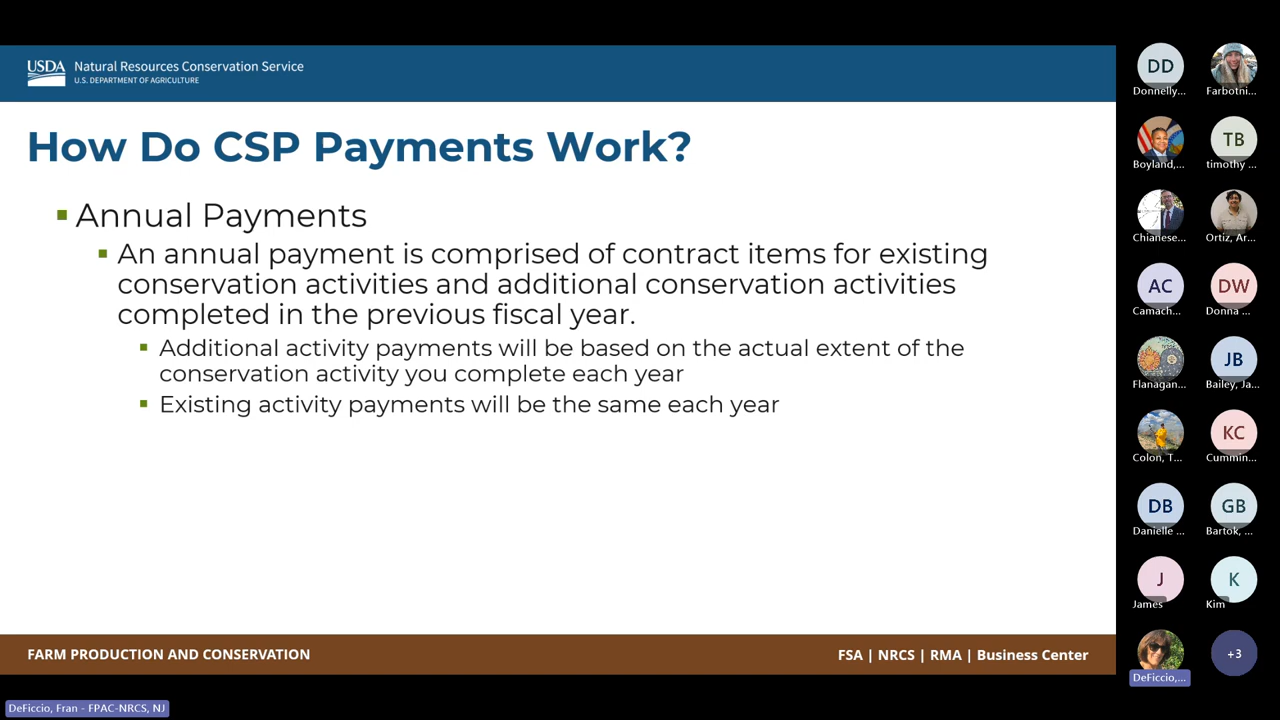 USDA Natural Resources Conservation Service
U.S. DEPARTMENT OF AGRICULTURE
How Do CSP Payments Work?
Annual Payments
An annual payment is comprised of contract items for existing
conservation activities and additional conservation activities
completed in the previous fiscal year.
Additional activity payments will be based on the actual extent of the
conservation activity you complete each year
Existing activity payments will be the same each year
FARM PRODUCTION AND CONSERVATION
FSA | NRCS | RMA | Business Center
DeFiccio, Fran - FPAC-NRCS, NJ
DD
Donnelly,... Farbotni...
TB
Boyland,... timothy ...
Chianese... Ortiz, Ar...
AC DW
Camach... Donna ...
JB
Flanagan... Bailey, Ja...
KC
Colon, T... Cummin...
DB GB
Danielle ... Bartok, ...
J K
James Kim
+3
DeFiccio,...